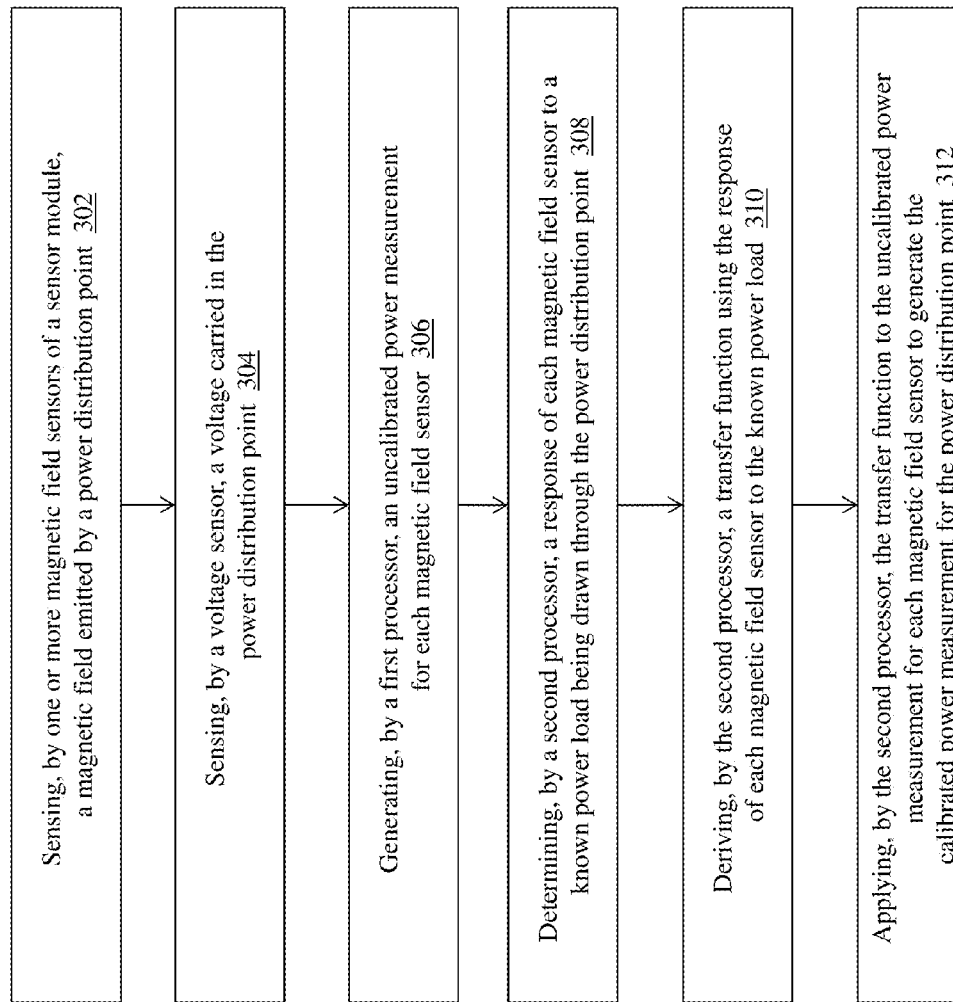 Sensing, by one or more magnetic field sensors of a sensor module,
a magnetic field emitted by a power distribution point 302
Sensing, by a voltage sensor, a voltage carried in the
power distribution point 304
Generating, by a first processor, an uncalibrated power measurement
for each magnetic field sensor 306
Determining, by a second processor, a response of each magnetic field sensor to a
known power load being drawn through the power distribution point 308
Deriving, by the second processor, a transfer function using the response
of each magnetic field sensor to the known power load 310
Applying, by the second processor, the transfer function to the uncalibrated power
measurement for each magnetic field sensor to generate the
calibrated power measurement for the power distribution point 312